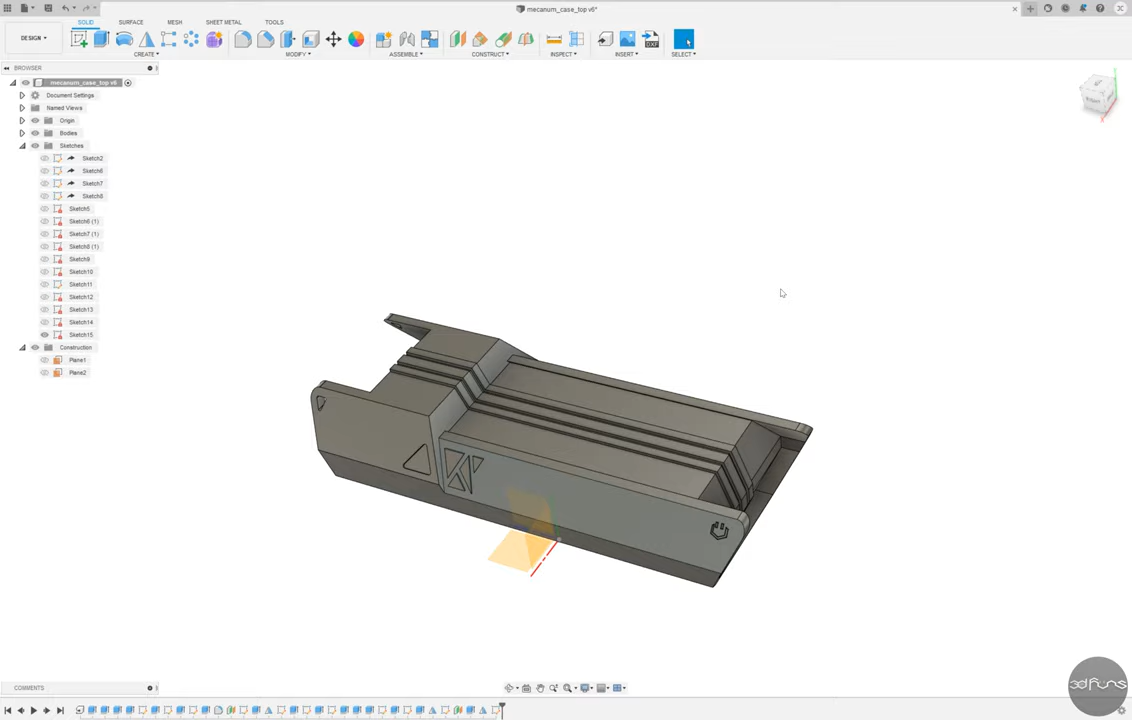 mecanum_case_top v6*
SOLID SURFACE MESH SHEET METAL TOOLS
DESIGN
CREATE MODIFY ASSEMBLE CONSTRUCT INSPECT INSERT SELECT
BROWSER
mecanum_case_top v6
Document Settings
Named Views
Origin
Bodies
Sketches
Sketch2
Sketch6
Sketch7
Sketch8
Sketch5
Sketch6 (1)
Sketch7 (1)
Sketch8 (1)
Sketch9
Sketch10
Sketch11
Sketch12
Sketch13
Sketch14
Sketch15
Construction
Plane1
Plane2
COMMENTS
3dFuns